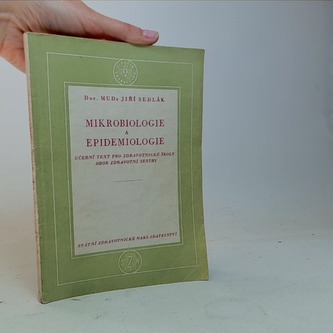 Doc. MUDr JIŘÍ SEDLÁK
MIKROBIOLOGIE
A
EPIDEMIOLOGIE
UČEBNÍ TEXT PRO ZDRAVOTNICKÉ ŠKOLY
OBOR ZDRAVOTNÍ SESTRY
STÁTNÍ ZDRAVOTNICKÉ NAKLADATELSTVÍ